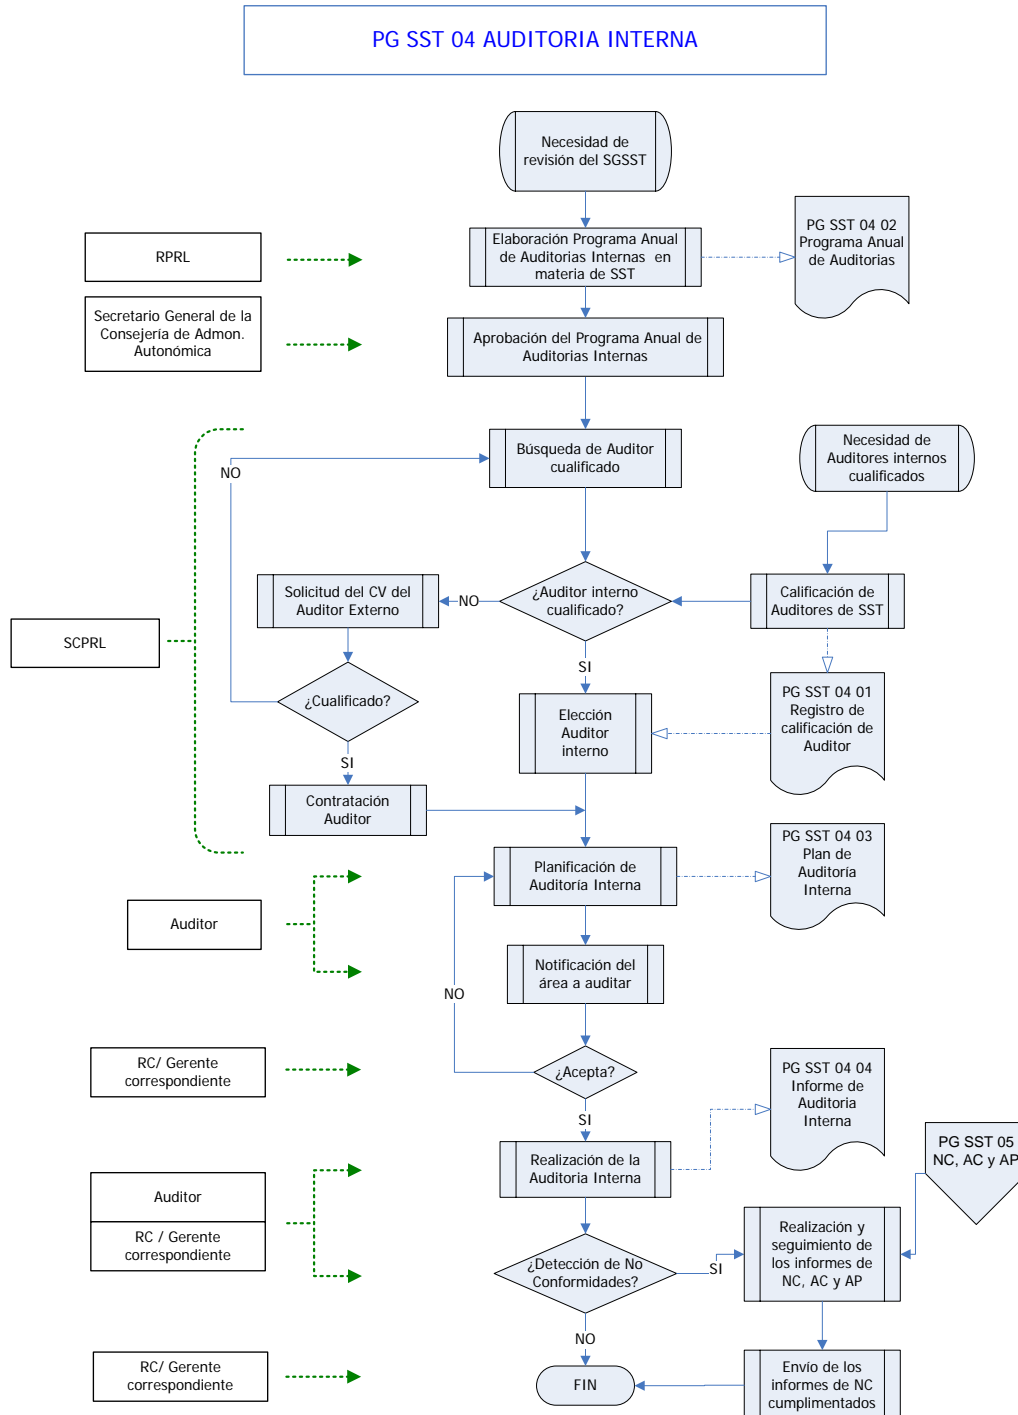 PG SST 04 AUDITORIA INTERNA
Necesidad de
revisión del SGSST
RPRL
Elaboración Programa Anual
de Auditorias Internas en
materia de SST
PG SST 04 02
Programa Anual
de Auditorías
Secretario General de la
Consejería de Admon.
Autonómica
Aprobación del Programa Anual de
Auditorias Internas
Búsqueda de Auditor
cualificado
Necesidad de
Auditores internos
cualificados
NO
Solicitud del CV del
Auditor Externo
NO
¿Auditor interno
cualificado?
Calificación de
Auditores de SST
SCPRL
¿Cualificado?
SI
SI
Elección
Auditor
interno
PG SST 04 01
Registro de
calificación de
Auditor
Contratación
Auditor
Planificación de
Auditoría Interna
PG SST 04 03
Plan de
Auditoría
Interna
Auditor
Notificación del
área a auditar
NO
RC/ Gerente
correspondiente
¿Acepta?
SI
PG SST 04 04
Informe de
Auditoria
Interna
PG SST 05
NC, AC y AP
Auditor
RC / Gerente
correspondiente
Realización de la
Auditoria Interna
¿Detección de No
Conformidades?
SI
Realización y
seguimiento de
los informes de
NC, AC y AP
NO
RC/ Gerente
correspondiente
FIN
Envío de los
informes de NC
cumplimentados